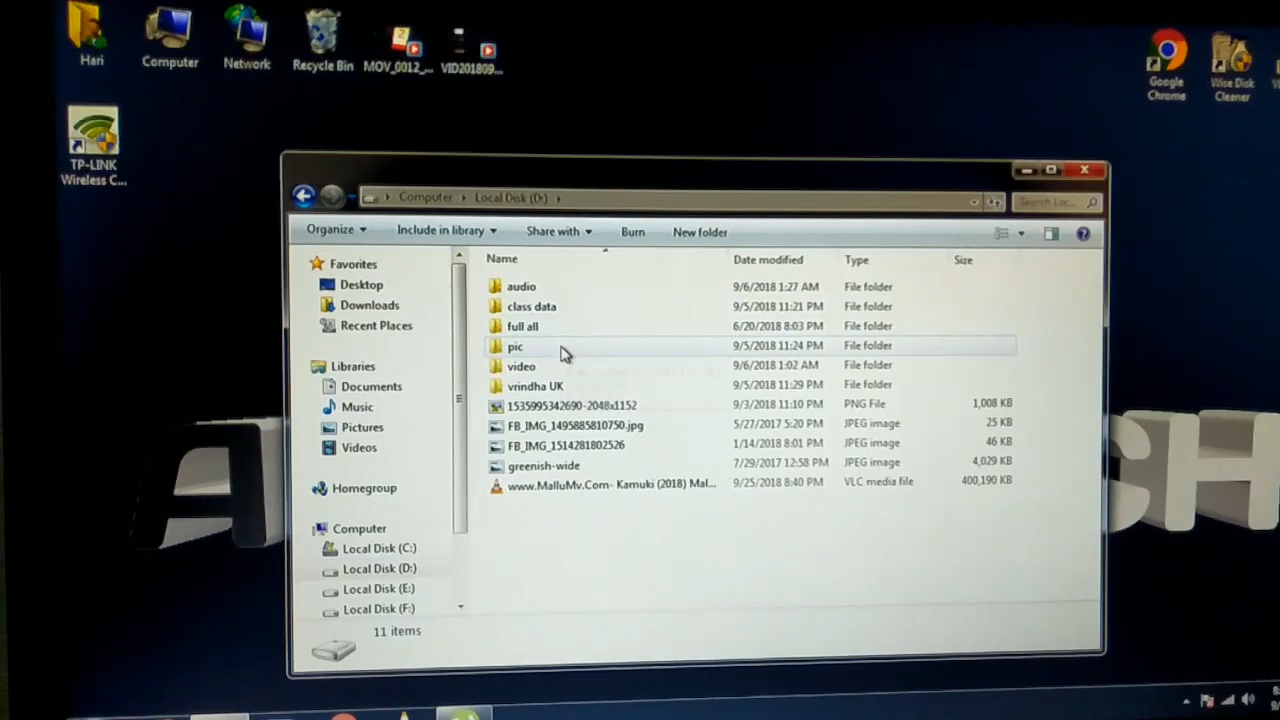 Hari
Computer
Network
Recycle Bin
MOV_0012_...
VID201809...
Google
Chrome
Wise Disk
Cleaner
TP-LINK
Wireless C...
Computer
Local Disk (D:)
Search Loc...
Organize
Include in library
Share with
Burn
New folder
Favorites
Desktop
Downloads
Recent Places
Libraries
Documents
Music
Pictures
Videos
Homegroup
Computer
Local Disk (C:)
Local Disk (D:)
Local Disk (E:)
Local Disk (F:)
Name Date modified Type Size
audio 9/6/2018 1:27 AM File folder
class data 9/5/2018 11:21 PM File folder
full all 6/20/2018 8:03 PM File folder
pic 9/5/2018 11:24 PM File folder
video 9/6/2018 1:02 AM File folder
vrindha UK 9/5/2018 11:29 PM File folder
1535995342690-2048x1152 9/3/2018 11:10 PM PNG File 1,008 KB
FB_IMG_1495885810750.jpg 5/27/2017 5:20 PM JPEG image 25 KB
FB_IMG_1514281802526 1/14/2018 8:01 PM JPEG image 46 KB
greenish-wide 7/29/2017 12:58 PM JPEG image 4,029 KB
www.MalluMv.Com- Kamuki (2018) Mal... 9/25/2018 8:40 PM VLC media file 400,190 KB
11 items